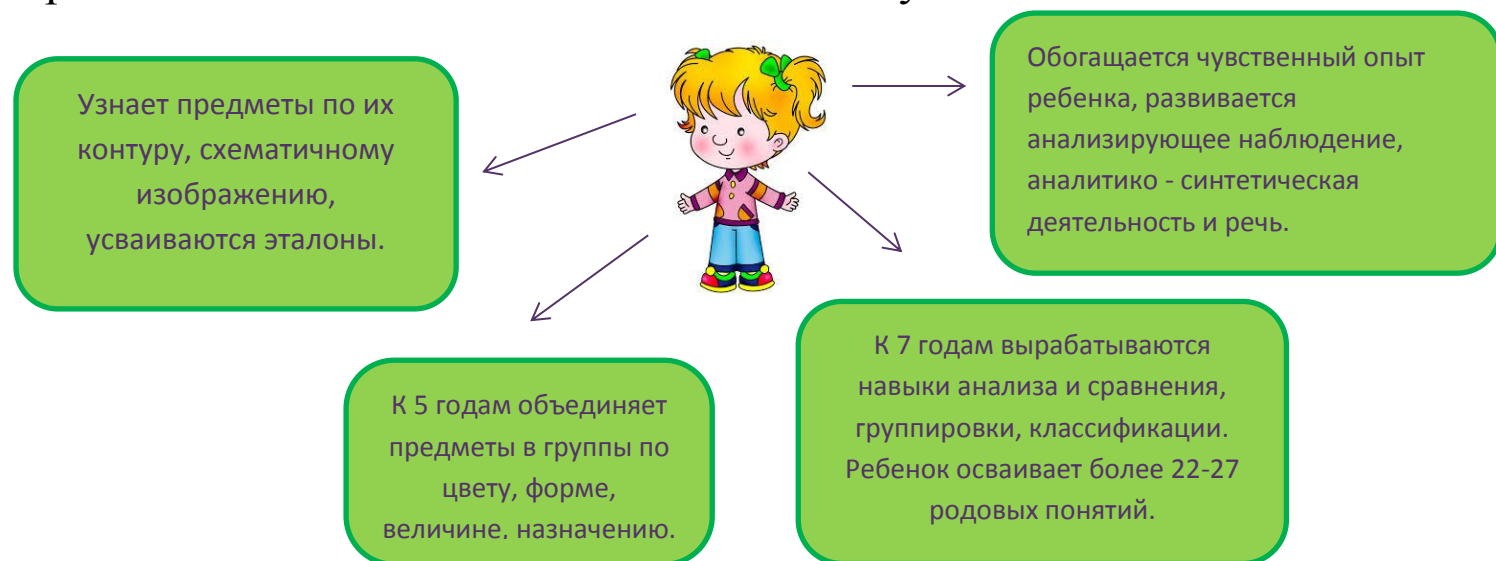 Узнает предметы по их
контуру, схематичному
изображению,
усваиваются эталоны.
Обогащается чувственный опыт
ребенка, развивается
анализирующее наблюдение,
аналитико - синтетическая
деятельность и речь.
К 5 годам объединяет
предметы в группы по
цвету, форме,
величине, назначению.
К 7 годам вырабатываются
навыки анализа и сравнения,
группировки, классификации.
Ребенок осваивает более 22-27
родовых понятий.